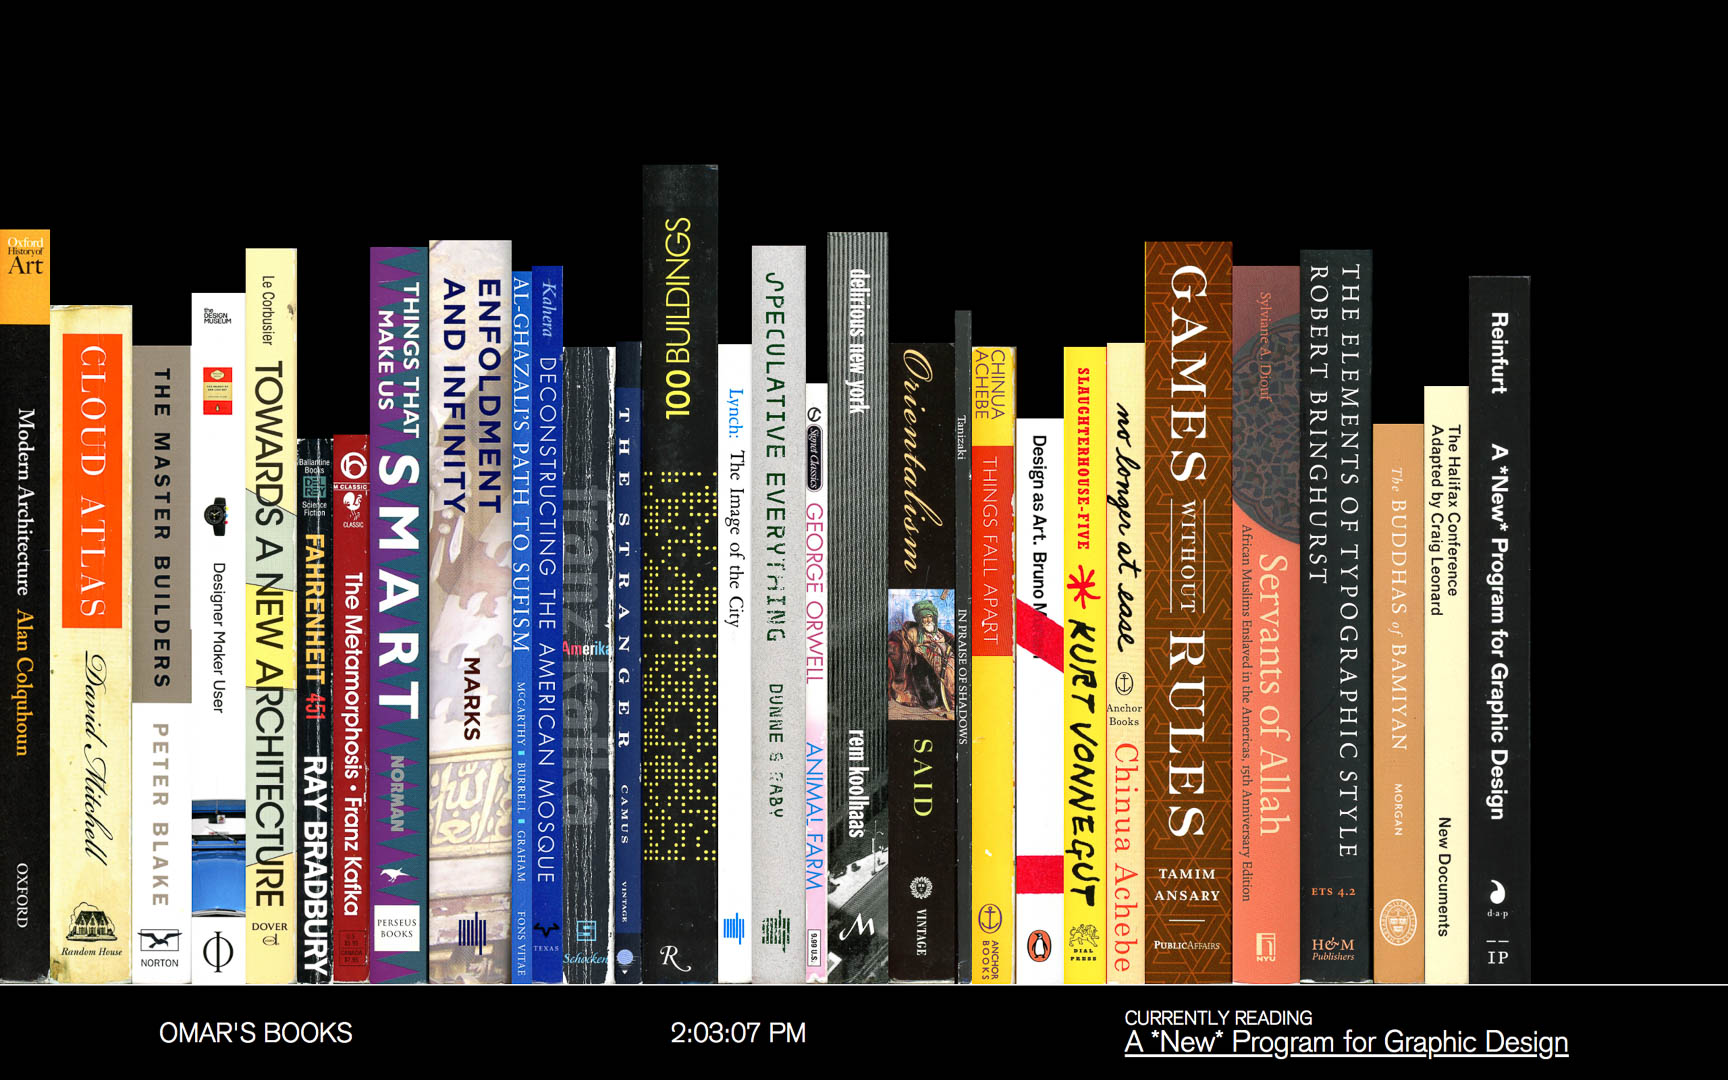 Oxford
History of
Art
Modern Architecture
Alan Colquhoun
OXFORD
CLOUD ATLAS
David Mitchell
Random House
THE MASTER BUILDERS
PETER BLAKE
NORTON
the
DESIGN
MUSEUM
Designer Maker User
Le Corbusier
TOWARDS A NEW ARCHITECTURE
DOVER
Ballantine
Books
Science
Fiction
FAHRENHEIT 451
RAY BRADBURY
M CLASSIC
CLASSIC
The Metamorphosis • Franz Kafka
THINGS THAT
MAKE US
SMART
NORMAN
PERSEUS
BOOKS
ENFOLDMENT
AND INFINITY
MARKS
AL-GHAZALI'S PATH TO SUFISM
MCCARTHY
BURRELL
GRAHAM
FONS VITAE
Kahera
DECONSTRUCTING THE AMERICAN MOSQUE
TEXAS
franz kafka
Amerika
Schocken
THE STRANGER
CAMUS
VINTAGE
100 BUILDINGS
R
Lynch:
The Image of the City
SPECULATIVE EVERYTHING
DUNNE & RABY
Signet Classics
GEORGE ORWELL
ANIMAL FARM
delirious new york
rem koolhaas
M
Orientalism
SAID
VINTAGE
Tanizaki
IN PRAISE OF SHADOWS
CHINUA
ACHEBE
THINGS FALL APART
ANCHOR
BOOKS
Design as Art. Bruno M
SLAUGHTERHOUSE-FIVE
KURT VONNEGUT
DIAL
PRESS
no longer at ease
Anchor
Books
Chinua Achebe
GAMES
WITHOUT
RULES
TAMIM
ANSARY
PUBLICAFFAIRS
Sylviane A. Diouf
Servants of Allah
African Muslims Enslaved in the Americas, 15th Anniversary Edition
NYU
THE ELEMENTS OF TYPOGRAPHIC STYLE
ROBERT BRINGHURST
ETS 4.2
H&M
Publishers
The BUDDHAS of BAMIYAN
MORGAN
The Halifax Conference
Adapted by Craig Leonard
New Documents
Reinfurt
A *New* Program for Graphic Design
d·a·p
IP
OMAR'S BOOKS
2:03:07 PM
CURRENTLY READING
A *New* Program for Graphic Design